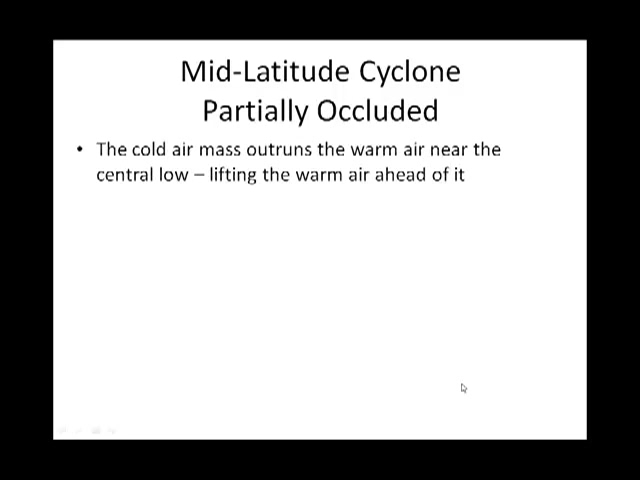 Mid-Latitude Cyclone
Partially Occluded
• The cold air mass outruns the warm air near the
central low – lifting the warm air ahead of it